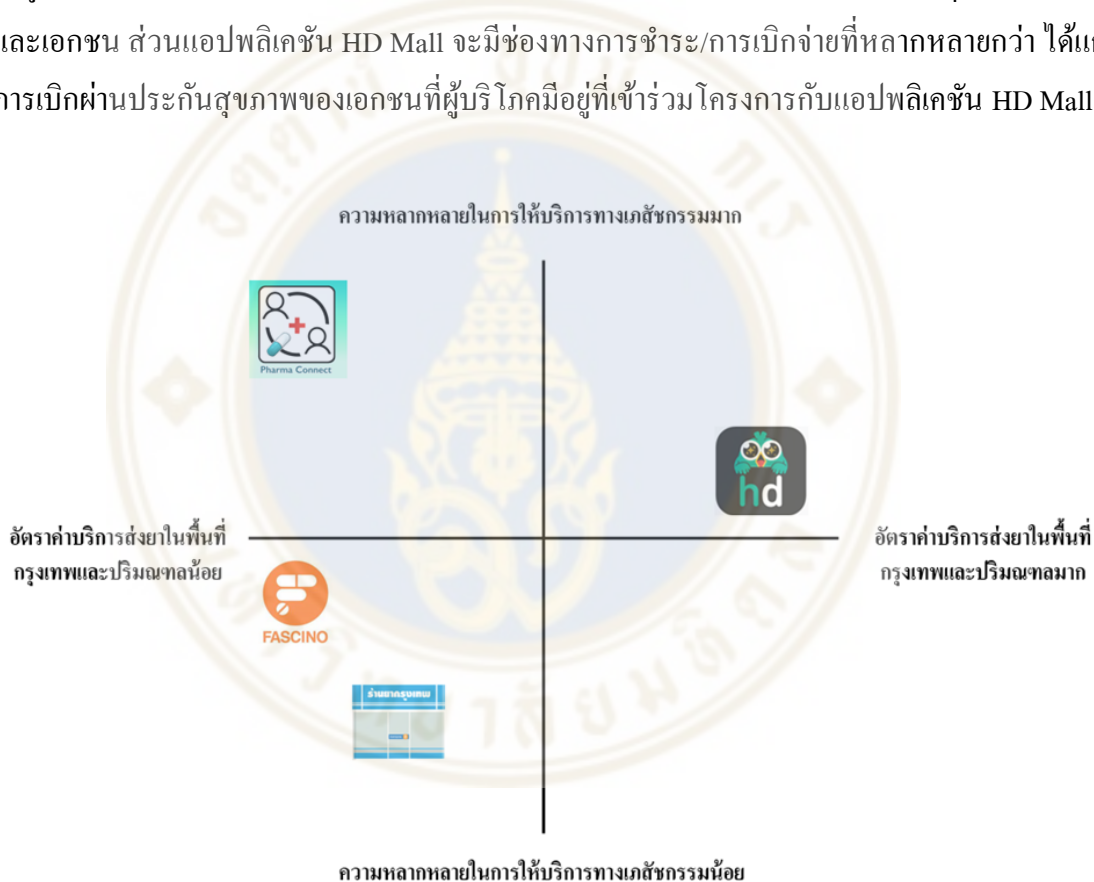 และเอกชน ส่วนแอปพลิเคชัน HD Mall จะมีช่องทางการชำระ/การเบิกจ่ายที่หลากหลายกว่า ได้แก่
การเบิกผ่านประกันสุขภาพของเอกชนที่ผู้บริโภคมีอยู่ที่เข้าร่วมโครงการกับแอปพลิเคชัน HD Mall
ความหลากหลายในการให้บริการทางเภสัชกรรมมาก
Pharma Connect
hd
อัตราค่าบริการส่งยาในพื้นที่
กรุงเทพและปริมณฑลน้อย
อัตราค่าบริการส่งยาในพื้นที่
กรุงเทพและปริมณฑลมาก
FASCINO
ร้านยากรุงเทพ
ความหลากหลายในการให้บริการทางเภสัชกรรมน้อย